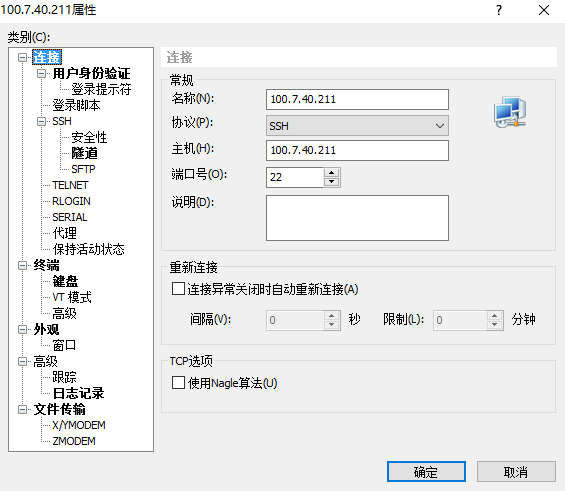 100.7.40.211属性
类别(C):
连接
用户身份验证
登录提示符
登录脚本
SSH
安全性
隧道
SFTP
TELNET
RLOGIN
SERIAL
代理
保持活动状态
终端
键盘
VT 模式
高级
外观
窗口
高级
跟踪
日志记录
文件传输
X/YMODEM
ZMODEM
连接
常规
名称(N): 100.7.40.211
协议(P): SSH
主机(H): 100.7.40.211
端口号(O): 22
说明(D):
重新连接
连接异常关闭时自动重新连接(A)
间隔(V): 0 秒 限制(L): 0 分钟
TCP选项
使用Nagle算法(U)
确定 取消